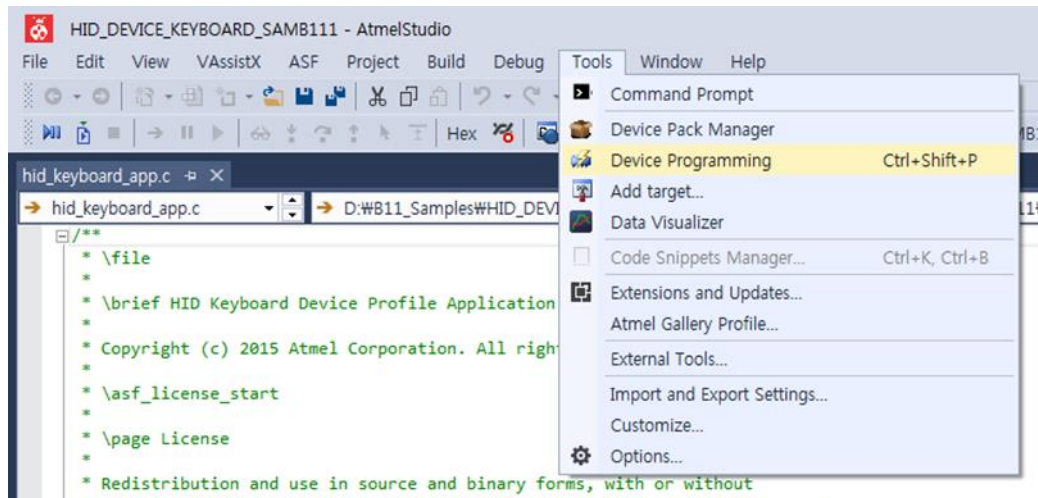 HID_DEVICE_KEYBOARD_SAMB111 - AtmelStudio
File Edit View VAssistX ASF Project Build Debug Tools Window Help
Hex
hid_keyboard_app.c
hid_keyboard_app.c D:₩B11_Samples₩HID_DEVI
/**
* \file
*
* \brief HID Keyboard Device Profile Application
*
* Copyright (c) 2015 Atmel Corporation. All righ
*
* \asf_license_start
*
* \page License
*
* Redistribution and use in source and binary forms, with or without
Command Prompt
Device Pack Manager
Device Programming Ctrl+Shift+P
Add target...
Data Visualizer
Code Snippets Manager... Ctrl+K, Ctrl+B
Extensions and Updates...
Atmel Gallery Profile...
External Tools...
Import and Export Settings...
Customize...
Options...